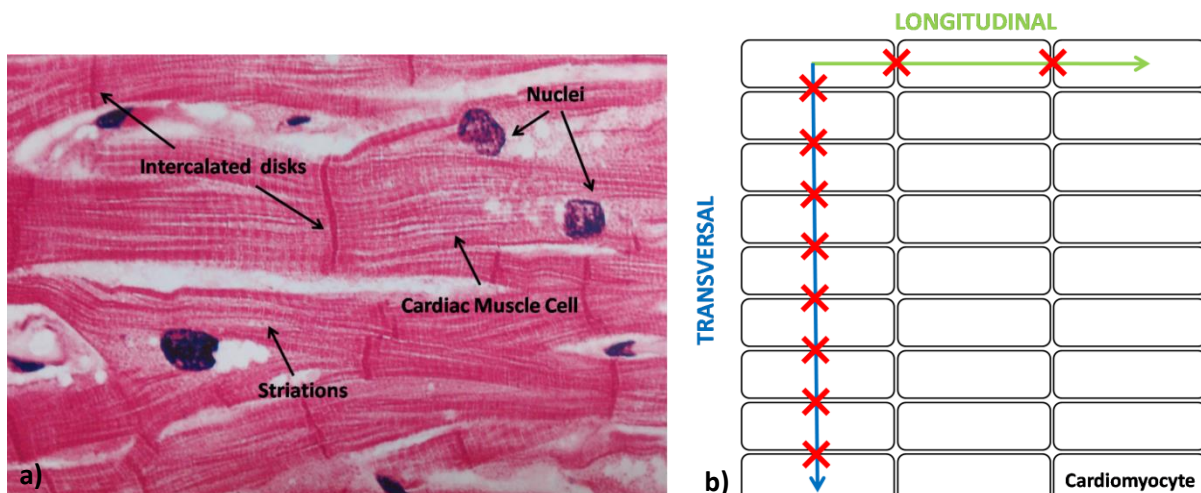 Nuclei
Intercalated disks
Cardiac Muscle Cell
Striations
a)
LONGITUDINAL
TRANSVERSAL
b)
Cardiomyocyte